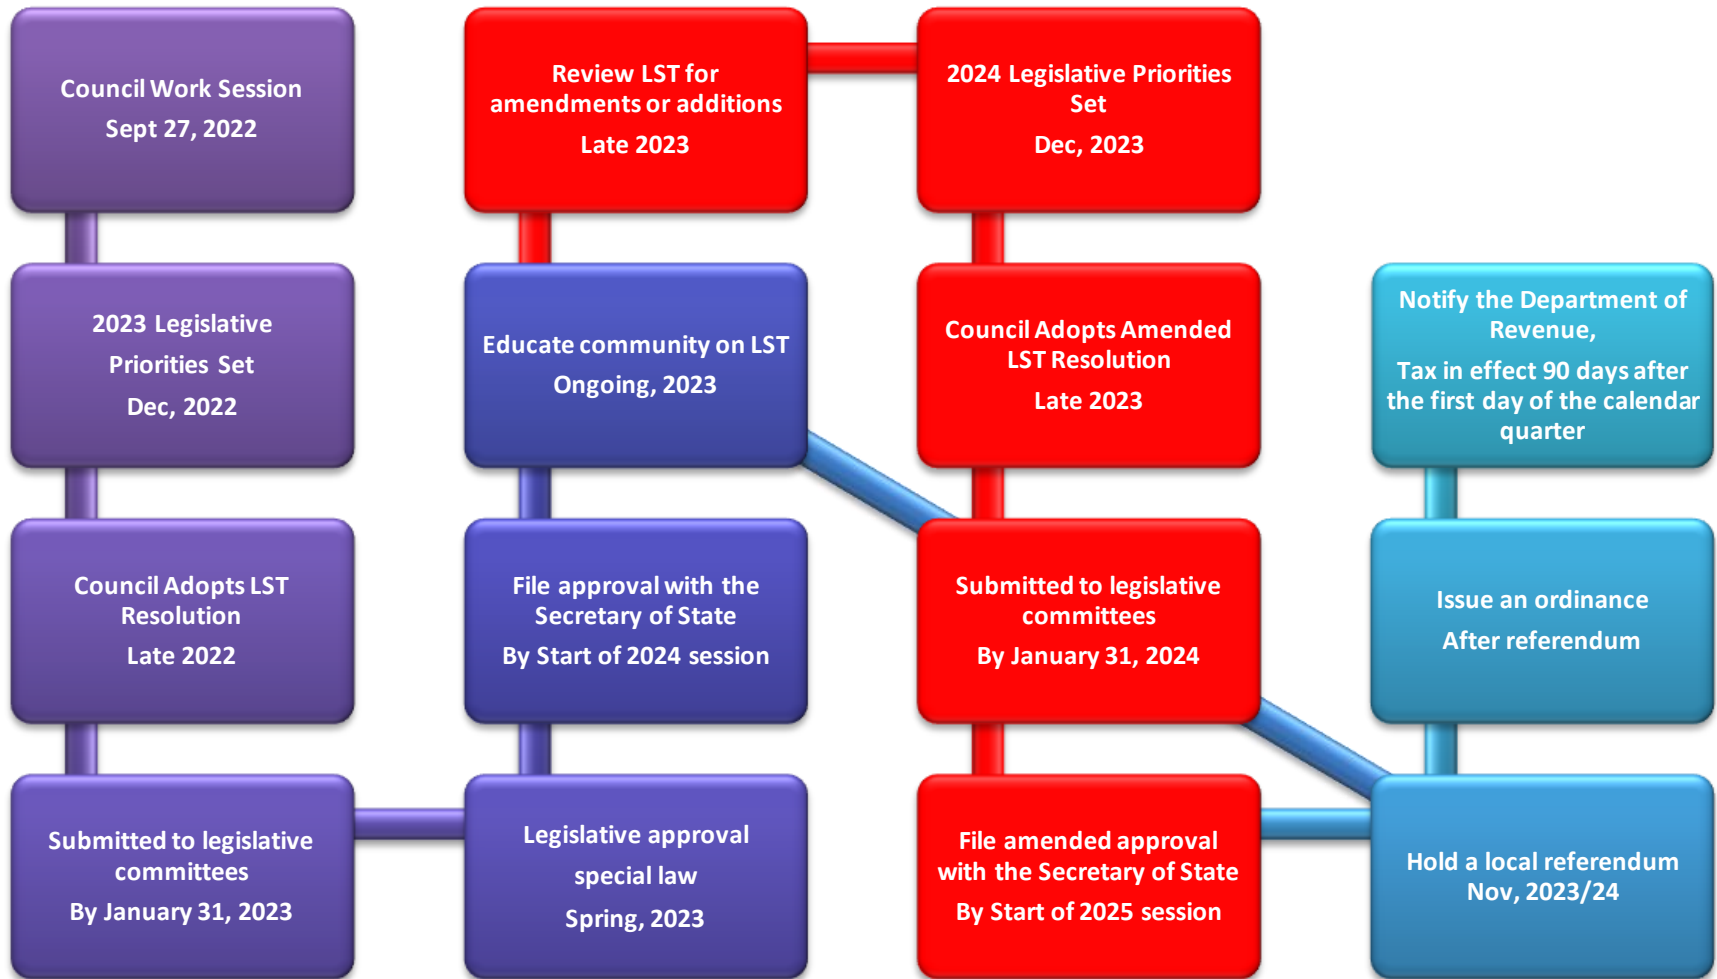 Council Work Session
Sept 27, 2022
2023 Legislative
Priorities Set
Dec, 2022
Council Adopts LST
Resolution
Late 2022
Submitted to legislative
committees
By January 31, 2023
Legislative approval
special law
Spring, 2023
File approval with the
Secretary of State
By Start of 2024 session
Educate community on LST
Ongoing, 2023
Review LST for
amendments or additions
Late 2023
2024 Legislative Priorities
Set
Dec, 2023
Council Adopts Amended
LST Resolution
Late 2023
Submitted to legislative
committees
By January 31, 2024
File amended approval
with the Secretary of State
By Start of 2025 session
Hold a local referendum
Nov, 2023/24
Issue an ordinance
After referendum
Notify the Department of
Revenue,
Tax in effect 90 days after
the first day of the calendar
quarter